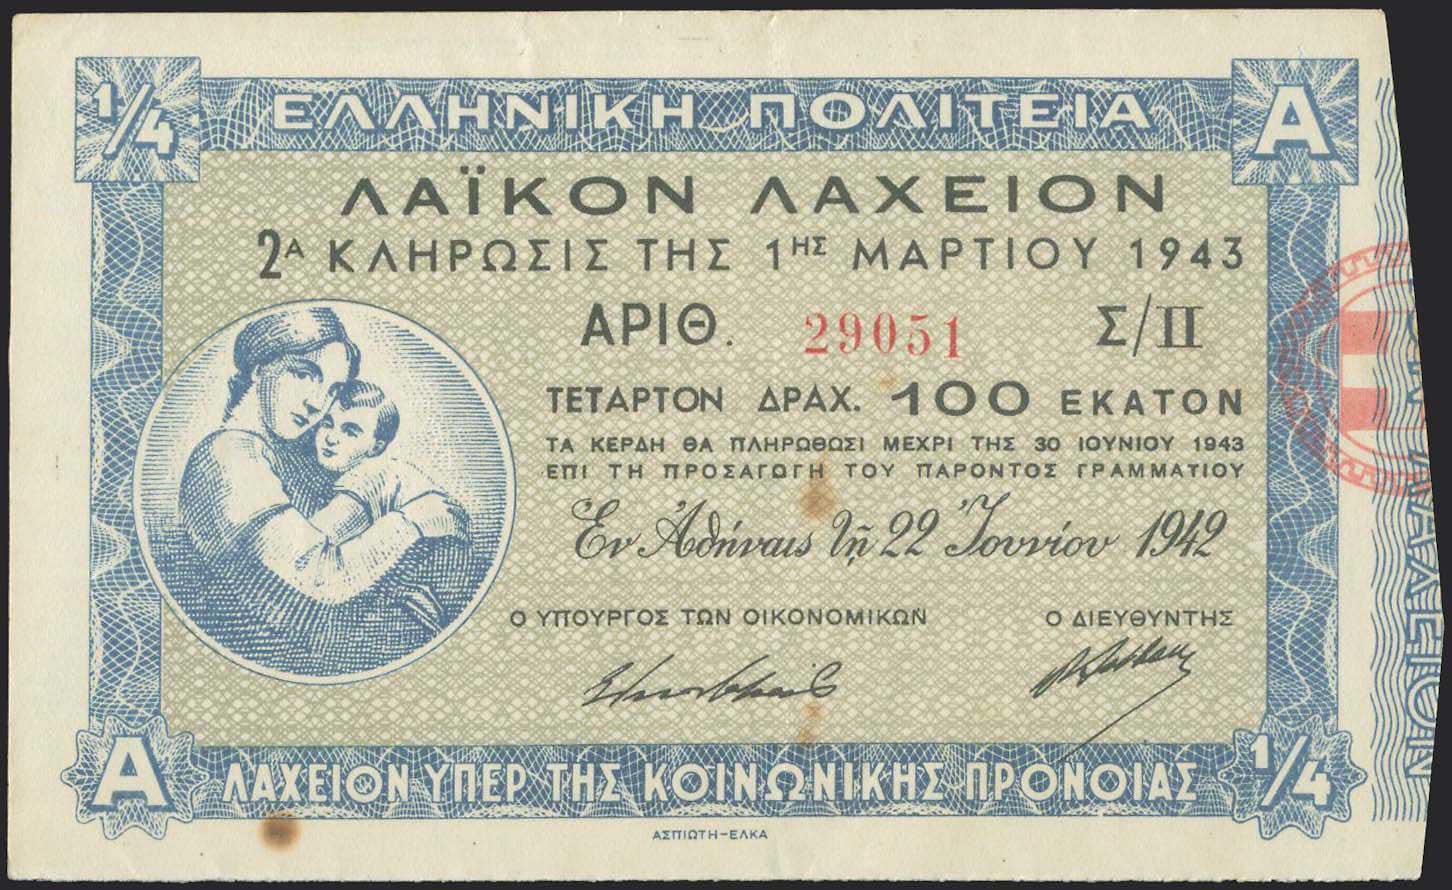 1/4 ΕΛΛΗΝΙΚΗ ΠΟΛΙΤΕΙΑ Α
ΛΑΪΚΟΝ ΛΑΧΕΙΟΝ
2Α ΚΛΗΡΩΣΙΣ ΤΗΣ 1ΗΣ ΜΑΡΤΙΟΥ 1943
ΑΡΙΘ. 29051 Σ/ΙΙ
ΤΕΤΑΡΤΟΝ ΔΡΑΧ. 100 ΕΚΑΤΟΝ
ΤΑ ΚΕΡΔΗ ΘΑ ΠΛΗΡΩΘΩΣΙ ΜΕΧΡΙ ΤΗΣ 30 ΙΟΥΝΙΟΥ 1943
ΕΠΙ ΤΗ ΠΡΟΣΑΓΩΓΗ ΤΟΥ ΠΑΡΟΝΤΟΣ ΓΡΑΜΜΑΤΙΟΥ
Ἐν Ἀθήναις τῇ 22 Ἰουνίου 1942
Ο ΥΠΟΥΡΓΟΣ ΤΩΝ ΟΙΚΟΝΟΜΙΚΩΝ Ο ΔΙΕΥΘΥΝΤΗΣ
Α ΛΑΧΕΙΟΝ ΥΠΕΡ ΤΗΣ ΚΟΙΝΩΝΙΚΗΣ ΠΡΟΝΟΙΑΣ 1/4
ΑΣΠΙΩΤΗ-ΕΛΚΑ